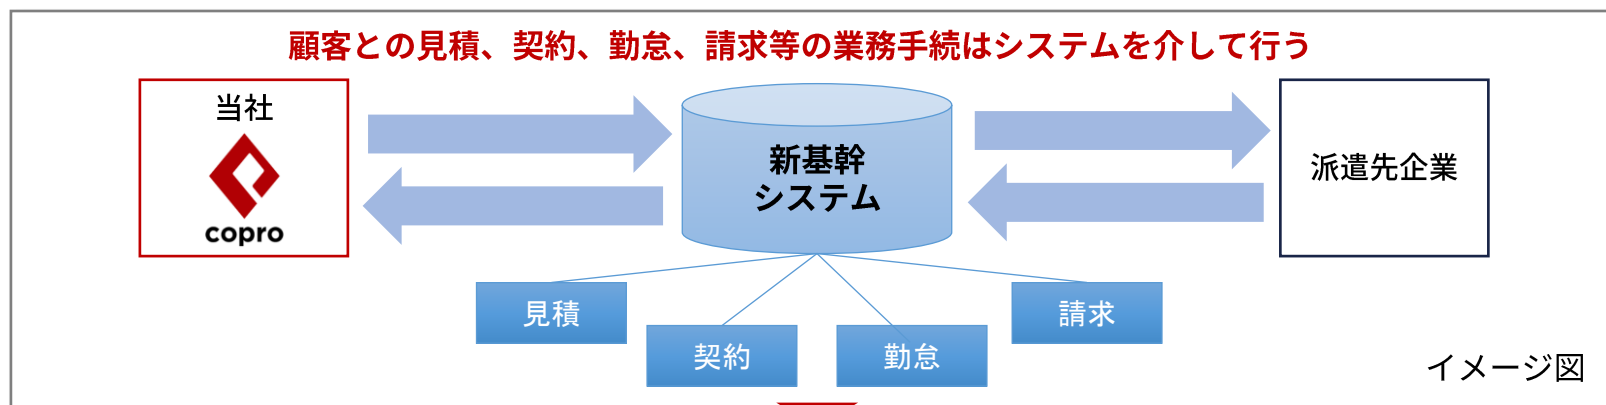 顧客との見積、契約、勤怠、請求等の業務手続はシステムを介して行う
当社
copro
新基幹
システム
派遣先企業
見積
契約
勤怠
請求
イメージ図